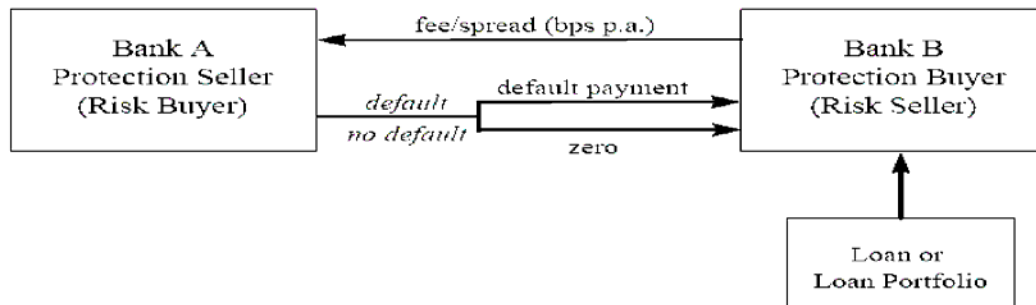 fee/spread (bps p.a.)
Bank A
Protection Seller
(Risk Buyer)
default
no default
default payment
zero
Bank B
Protection Buyer
(Risk Seller)
Loan or
Loan Portfolio